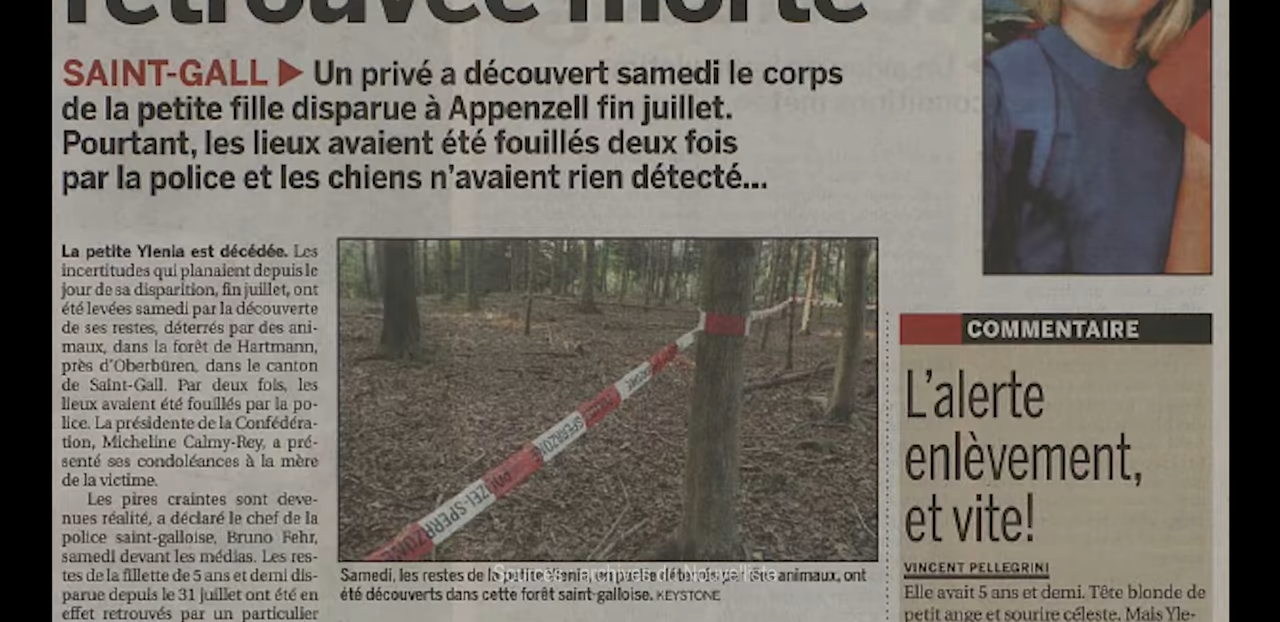 retrouvée morte
SAINT-GALL ▶ Un privé a découvert samedi le corps
de la petite fille disparue à Appenzell fin juillet.
Pourtant, les lieux avaient été fouillés deux fois
par la police et les chiens n'avaient rien détecté...
La petite Ylenia est décédée. Les
incertitudes qui planaient depuis le
jour de sa disparition, fin juillet, ont
été levées samedi par la découverte
de ses restes, déterrés par des ani-
maux, dans la forêt de Hartmann,
près d'Oberbüren, dans le canton
de Saint-Gall. Par deux fois, les
lieux avaient été fouillés par la po-
lice. La présidente de la Confédéra-
tion, Micheline Calmy-Rey, a pré-
senté ses condoléances à la mère
de la victime.
Les pires craintes sont deve-
nues réalité, a déclaré le chef de la
police saint-galloise, Bruno Fehr,
samedi devant les médias. Les res-
tes de la fillette de 5 ans et demi dis-
parue depuis le 31 juillet ont été en
effet retrouvés par un particulier
ZEL-SPERRZONE
Samedi, les restes de la petite Ylenia, en partie déterrés par des animaux, ont
été découverts dans cette forêt saint-galloise. KEYSTONE
Sources: archives du Nouvelliste
COMMENTAIRE
L'alerte
enlèvement,
et vite!
VINCENT PELLEGRINI
Elle avait 5 ans et demi. Tête blonde de
petit ange et sourire céleste. Mais Yle-